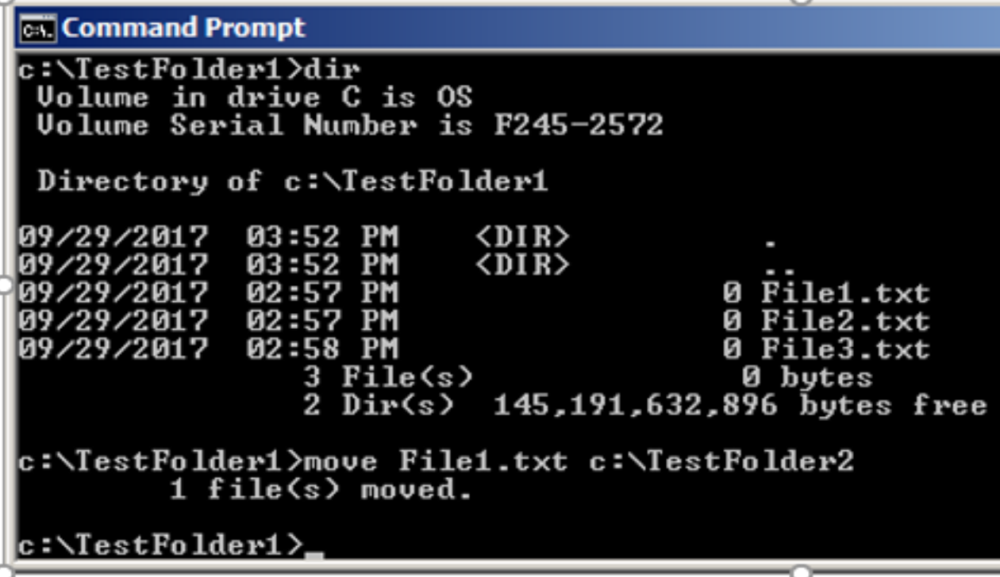 C:\.
Command Prompt
c:\TestFolder1>dir
 Volume in drive C is OS
 Volume Serial Number is F245-2572

 Directory of c:\TestFolder1

09/29/2017  03:52 PM    <DIR>          .
09/29/2017  03:52 PM    <DIR>          ..
09/29/2017  02:57 PM                 0 File1.txt
09/29/2017  02:57 PM                 0 File2.txt
09/29/2017  02:58 PM                 0 File3.txt
               3 File(s)              0 bytes
               2 Dir(s)  145,191,632,896 bytes free

c:\TestFolder1>move File1.txt c:\TestFolder2
        1 file(s) moved.

c:\TestFolder1>_